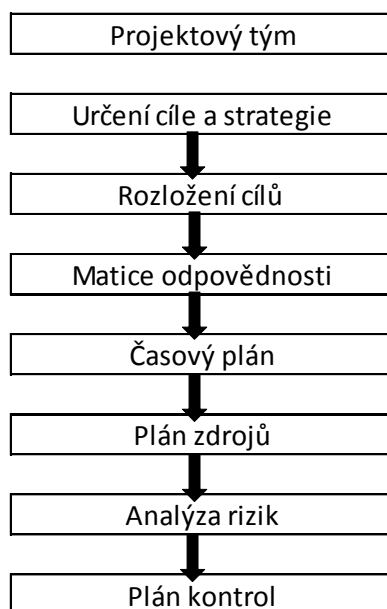 Projektový tým
Určení cíle a strategie
Rozložení cílů
Matice odpovědnosti
Časový plán
Plán zdrojů
Analýza rizik
Plán kontrol